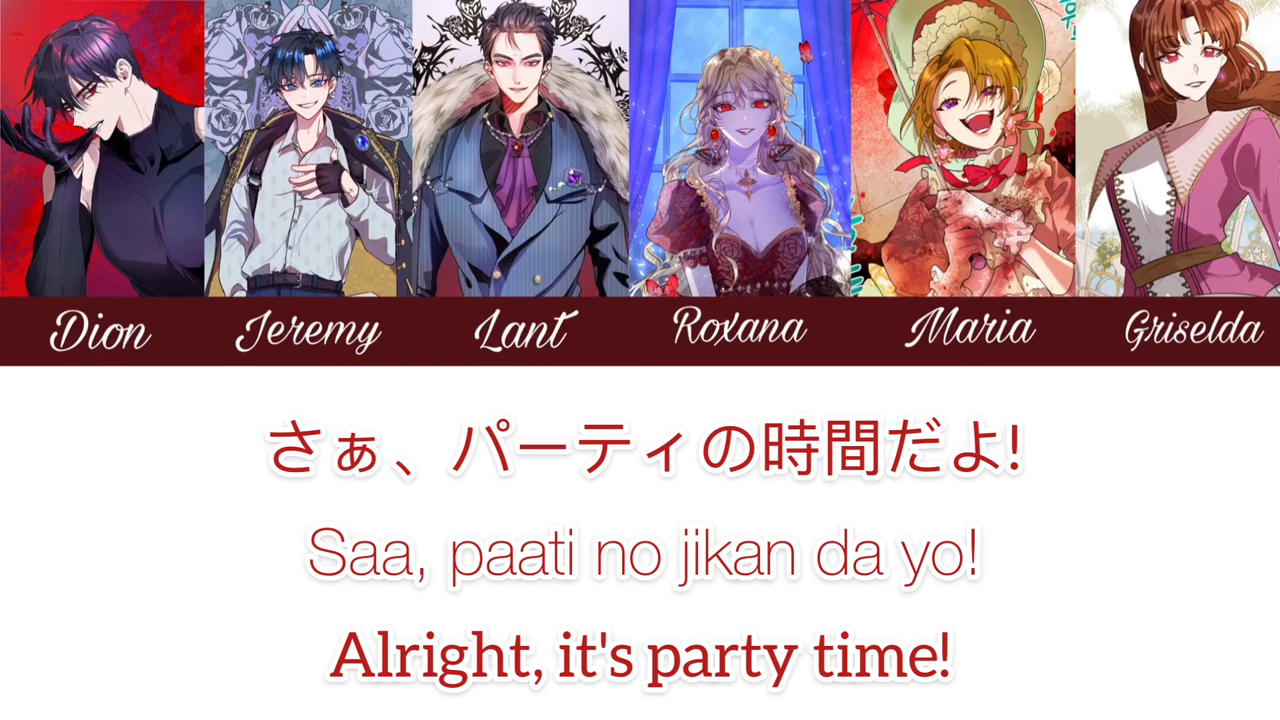 Dion Jeremy Lant Roxana Maria Griselda
さぁ、パーティの時間だよ!
Saa, paati no jikan da yo!
Alright, it's party time!